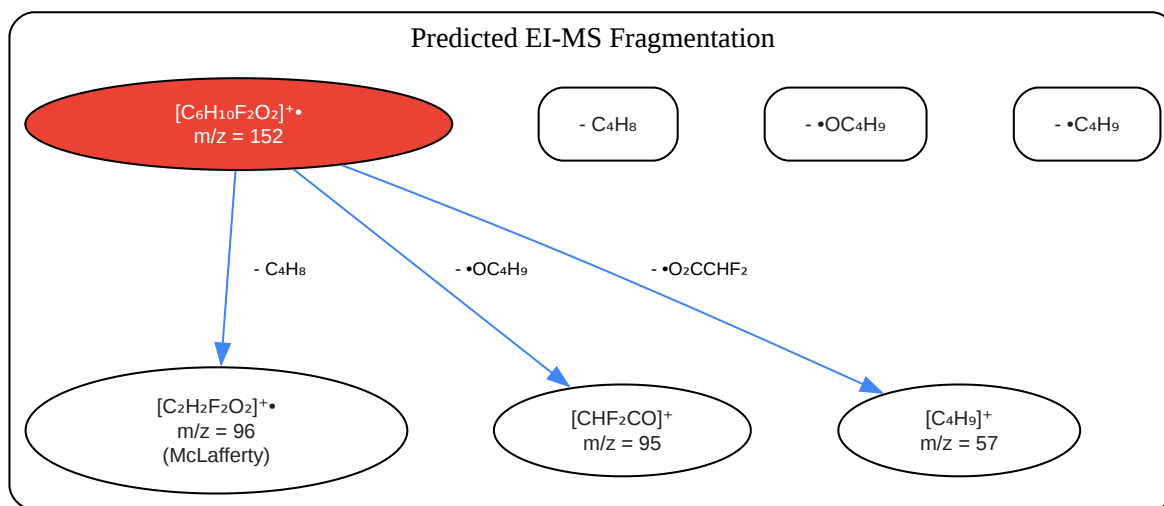 Predicted EI-MS Fragmentation
[C₆H₁₀F₂O₂]⁺•
m/z = 152
- C₄H₈
- •OC₄H₉
- •C₄H₉
- C₄H₈
- •OC₄H₉
- •O₂CCHF₂
[C₂H₂F₂O₂]⁺•
m/z = 96
(McLafferty)
[CHF₂CO]⁺
m/z = 95
[C₄H₉]⁺
m/z = 57